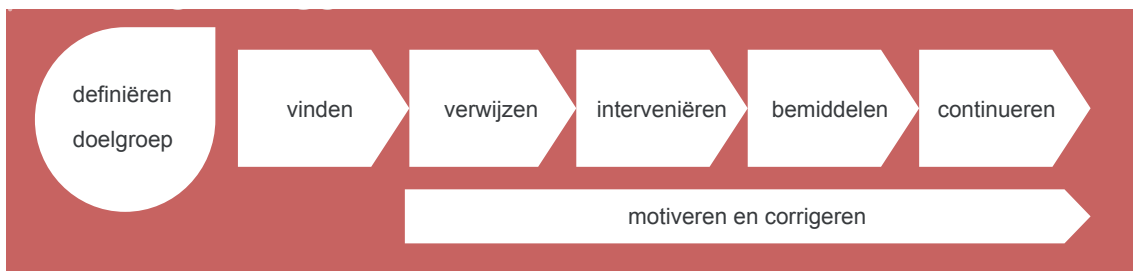 definiëren
doelgroep
vinden
verwijzen
interveniëren
bemiddelen
continueren
motiveren en corrigeren